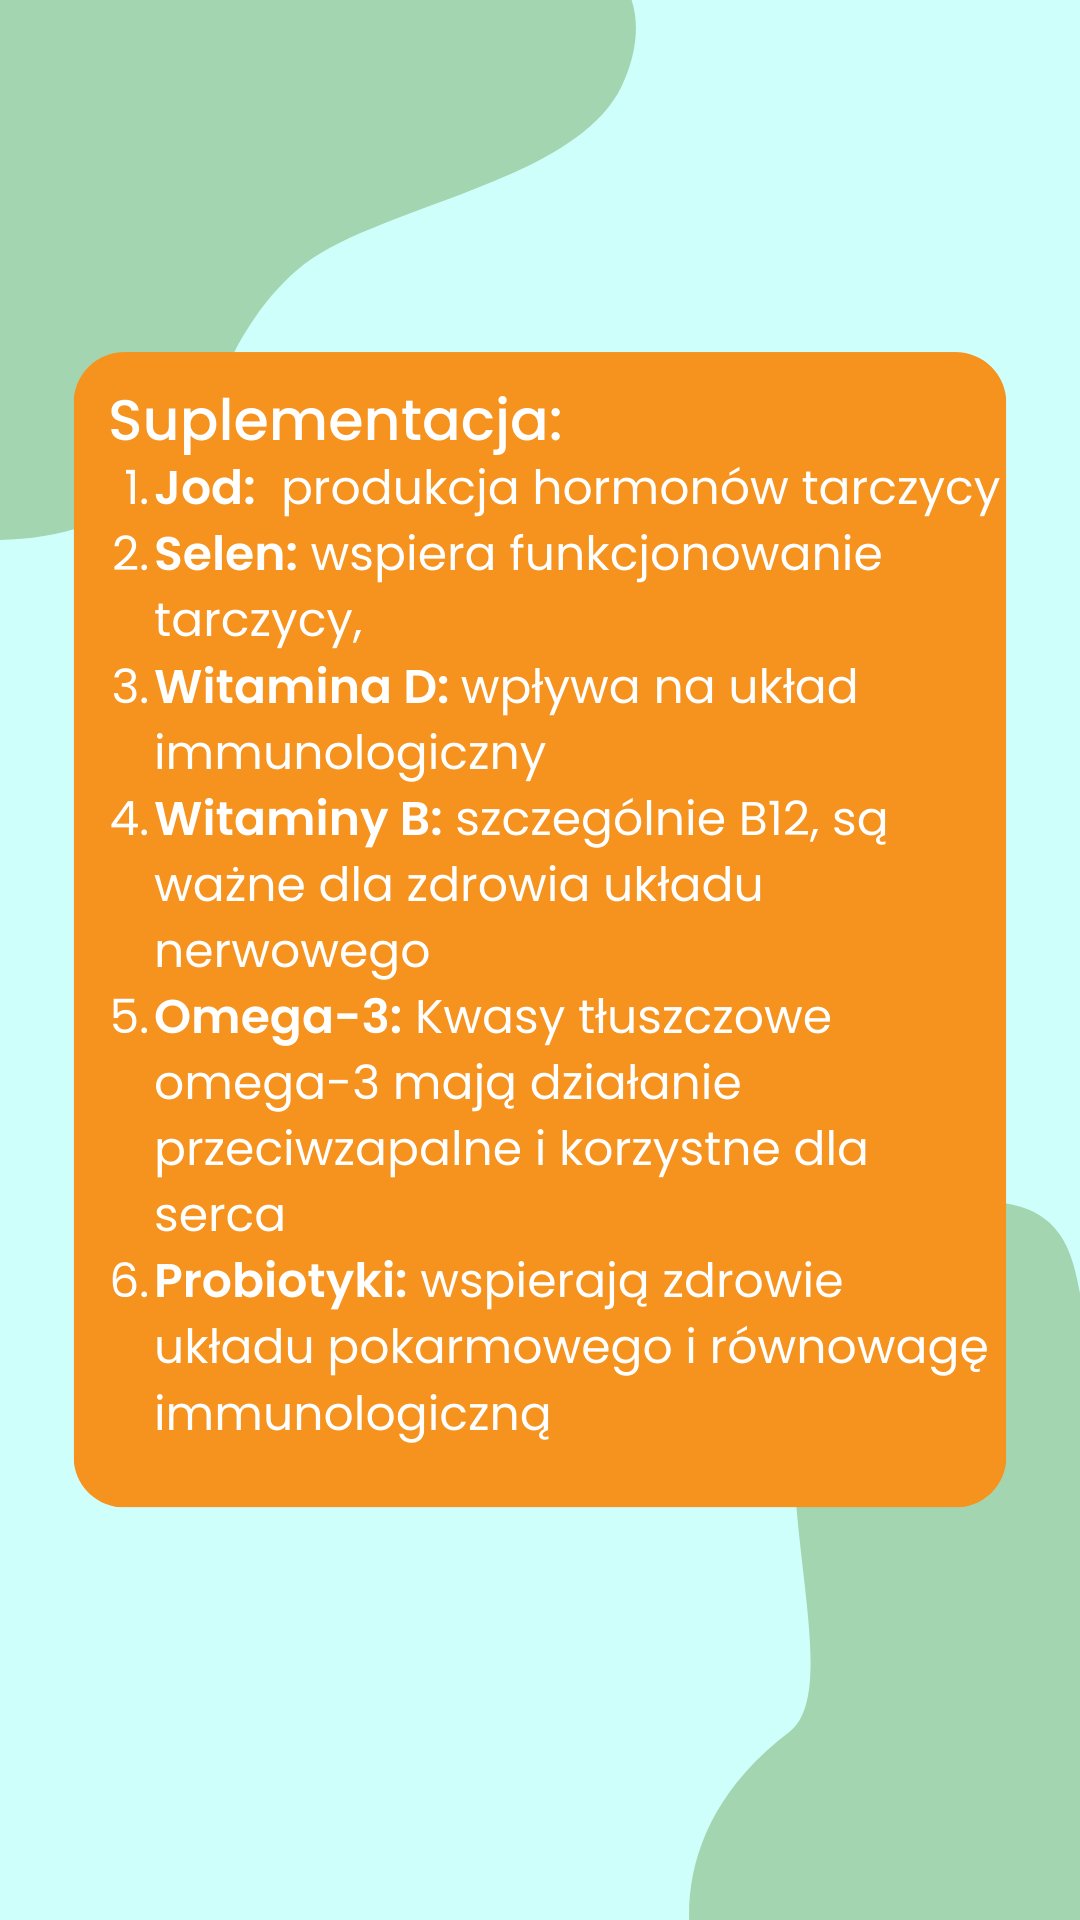 Suplementacja:
1. Jod:  produkcja hormonów tarczycy
2. Selen: wspiera funkcjonowanie
tarczycy,
3. Witamina D: wpływa na układ
immunologiczny
4. Witaminy B: szczególnie B12, są
ważne dla zdrowia układu
nerwowego
5. Omega-3: Kwasy tłuszczowe
omega-3 mają działanie
przeciwzapalne i korzystne dla
serca
6. Probiotyki: wspierają zdrowie
układu pokarmowego i równowagę
immunologiczną